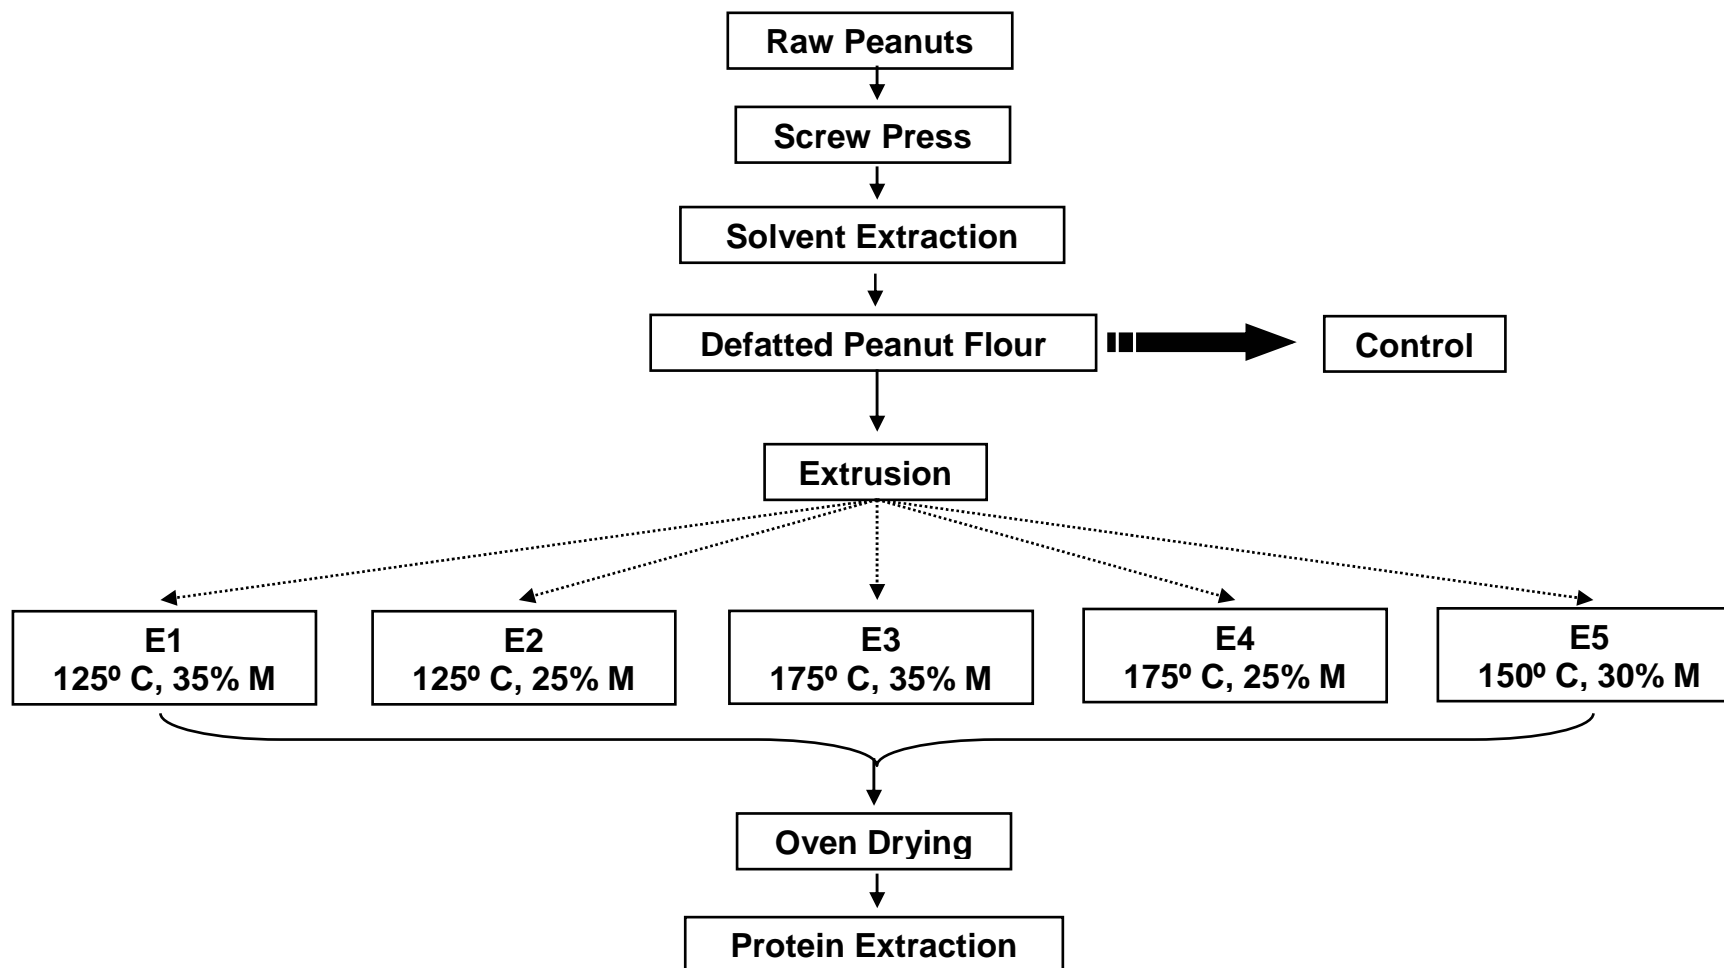 Raw Peanuts
Screw Press
Solvent Extraction
Defatted Peanut Flour
Control
Extrusion
E1
125º C, 35% M
E2
125º C, 25% M
E3
175º C, 35% M
E4
175º C, 25% M
E5
150º C, 30% M
Oven Drying
Protein Extraction